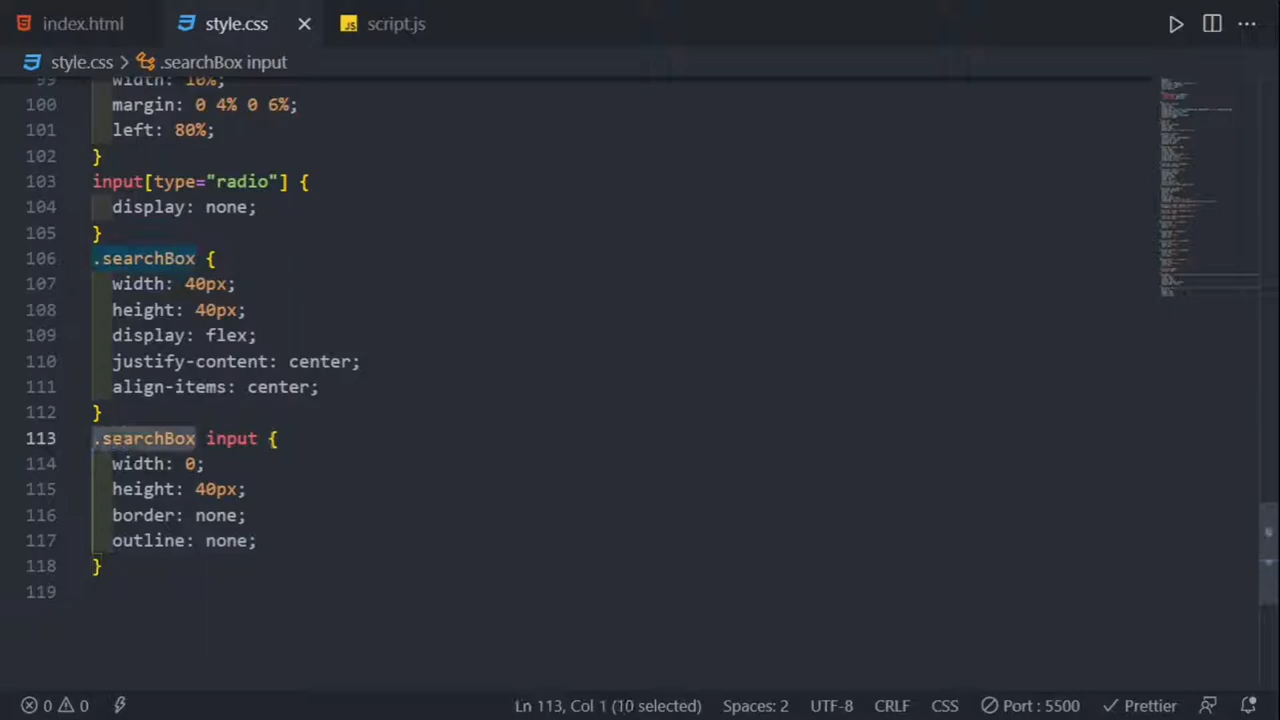 index.html style.css script.js
style.css > .searchBox input
99 width: 10%;
100 margin: 0 4% 0 6%;
101 left: 80%;
102 }
103 input[type="radio"] {
104 display: none;
105 }
106 .searchBox {
107 width: 40px;
108 height: 40px;
109 display: flex;
110 justify-content: center;
111 align-items: center;
112 }
113 .searchBox input {
114 width: 0;
115 height: 40px;
116 border: none;
117 outline: none;
118 }
119
0 0 Ln 113, Col 1 (10 selected) Spaces: 2 UTF-8 CRLF CSS Port : 5500 Prettier